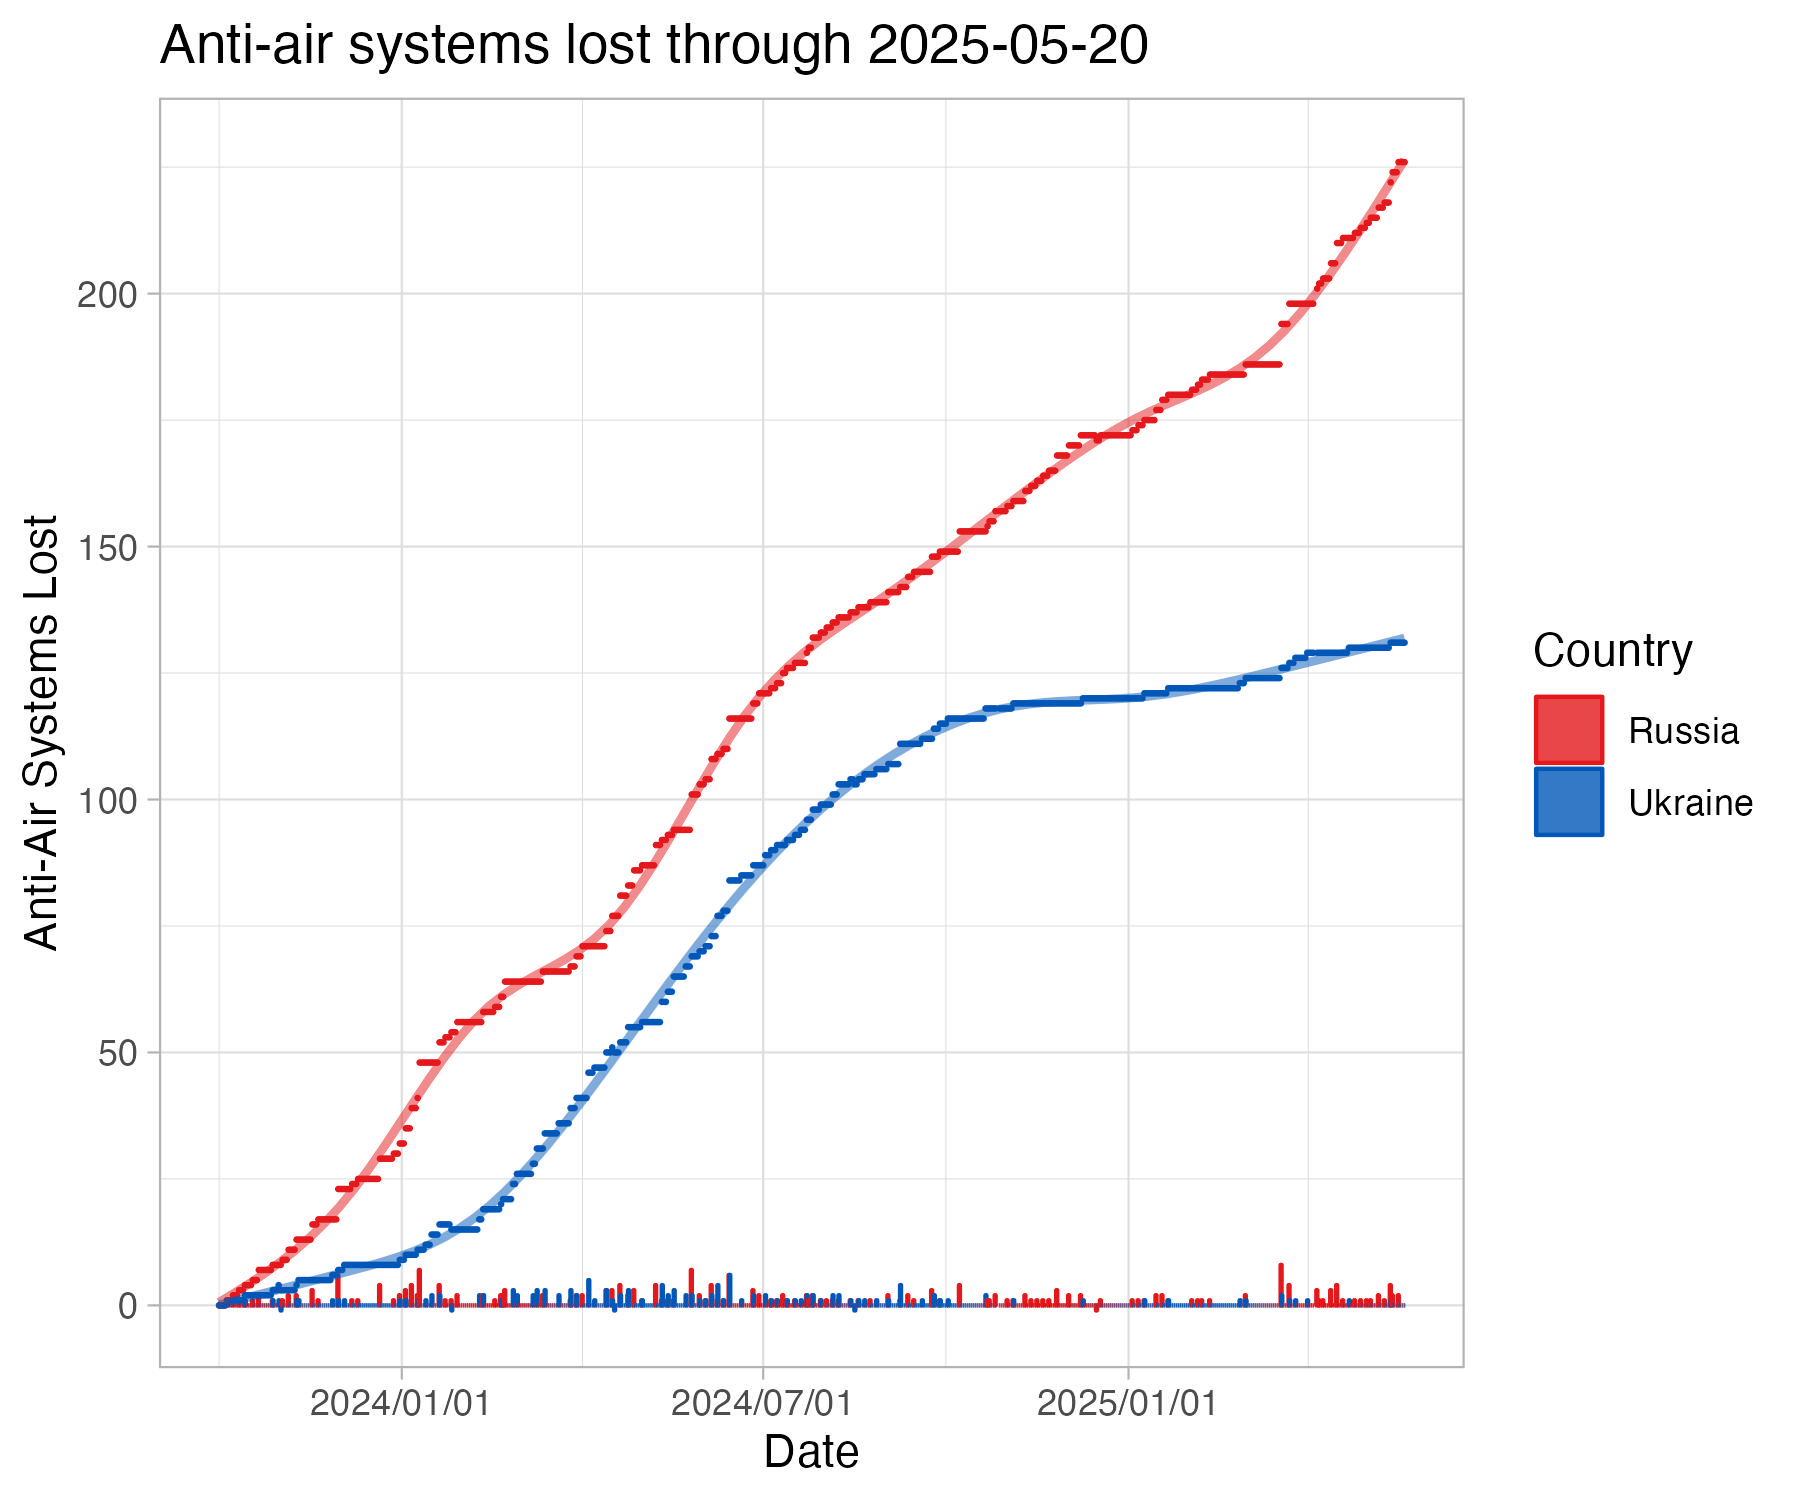 Anti-air systems lost through 2025-05-20
Anti-Air Systems Lost
200
150
100
50
0
2024/01/01
2024/07/01
2025/01/01
Date
Country
Russia
Ukraine